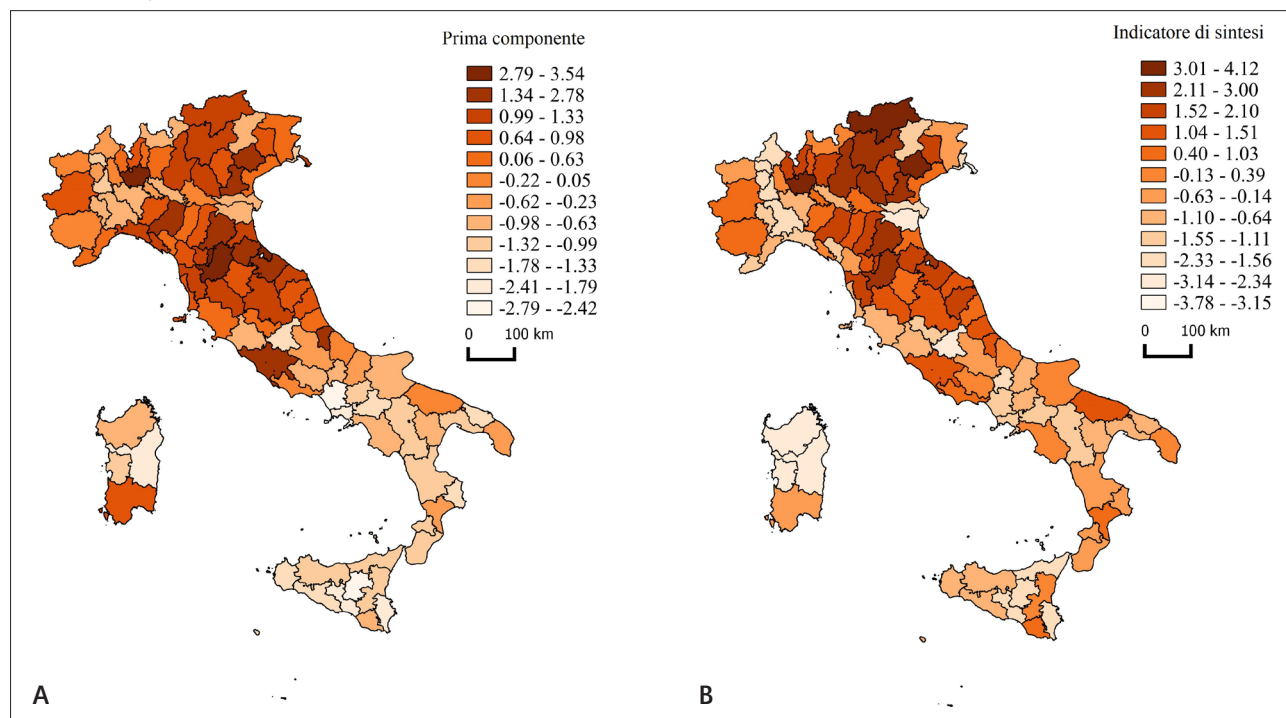 Prima componente
2.79 - 3.54
1.34 - 2.78
0.99 - 1.33
0.64 - 0.98
0.06 - 0.63
-0.22 - 0.05
-0.62 - -0.23
-0.98 - -0.63
-1.32 - -0.99
-1.78 - -1.33
-2.41 - -1.79
-2.79 - -2.42
0 100 km
A
Indicatore di sintesi
3.01 - 4.12
2.11 - 3.00
1.52 - 2.10
1.04 - 1.51
0.40 - 1.03
-0.13 - 0.39
-0.63 - -0.14
-1.10 - -0.64
-1.55 - -1.11
-2.33 - -1.56
-3.14 - -2.34
-3.78 - -3.15
0 100 km
B